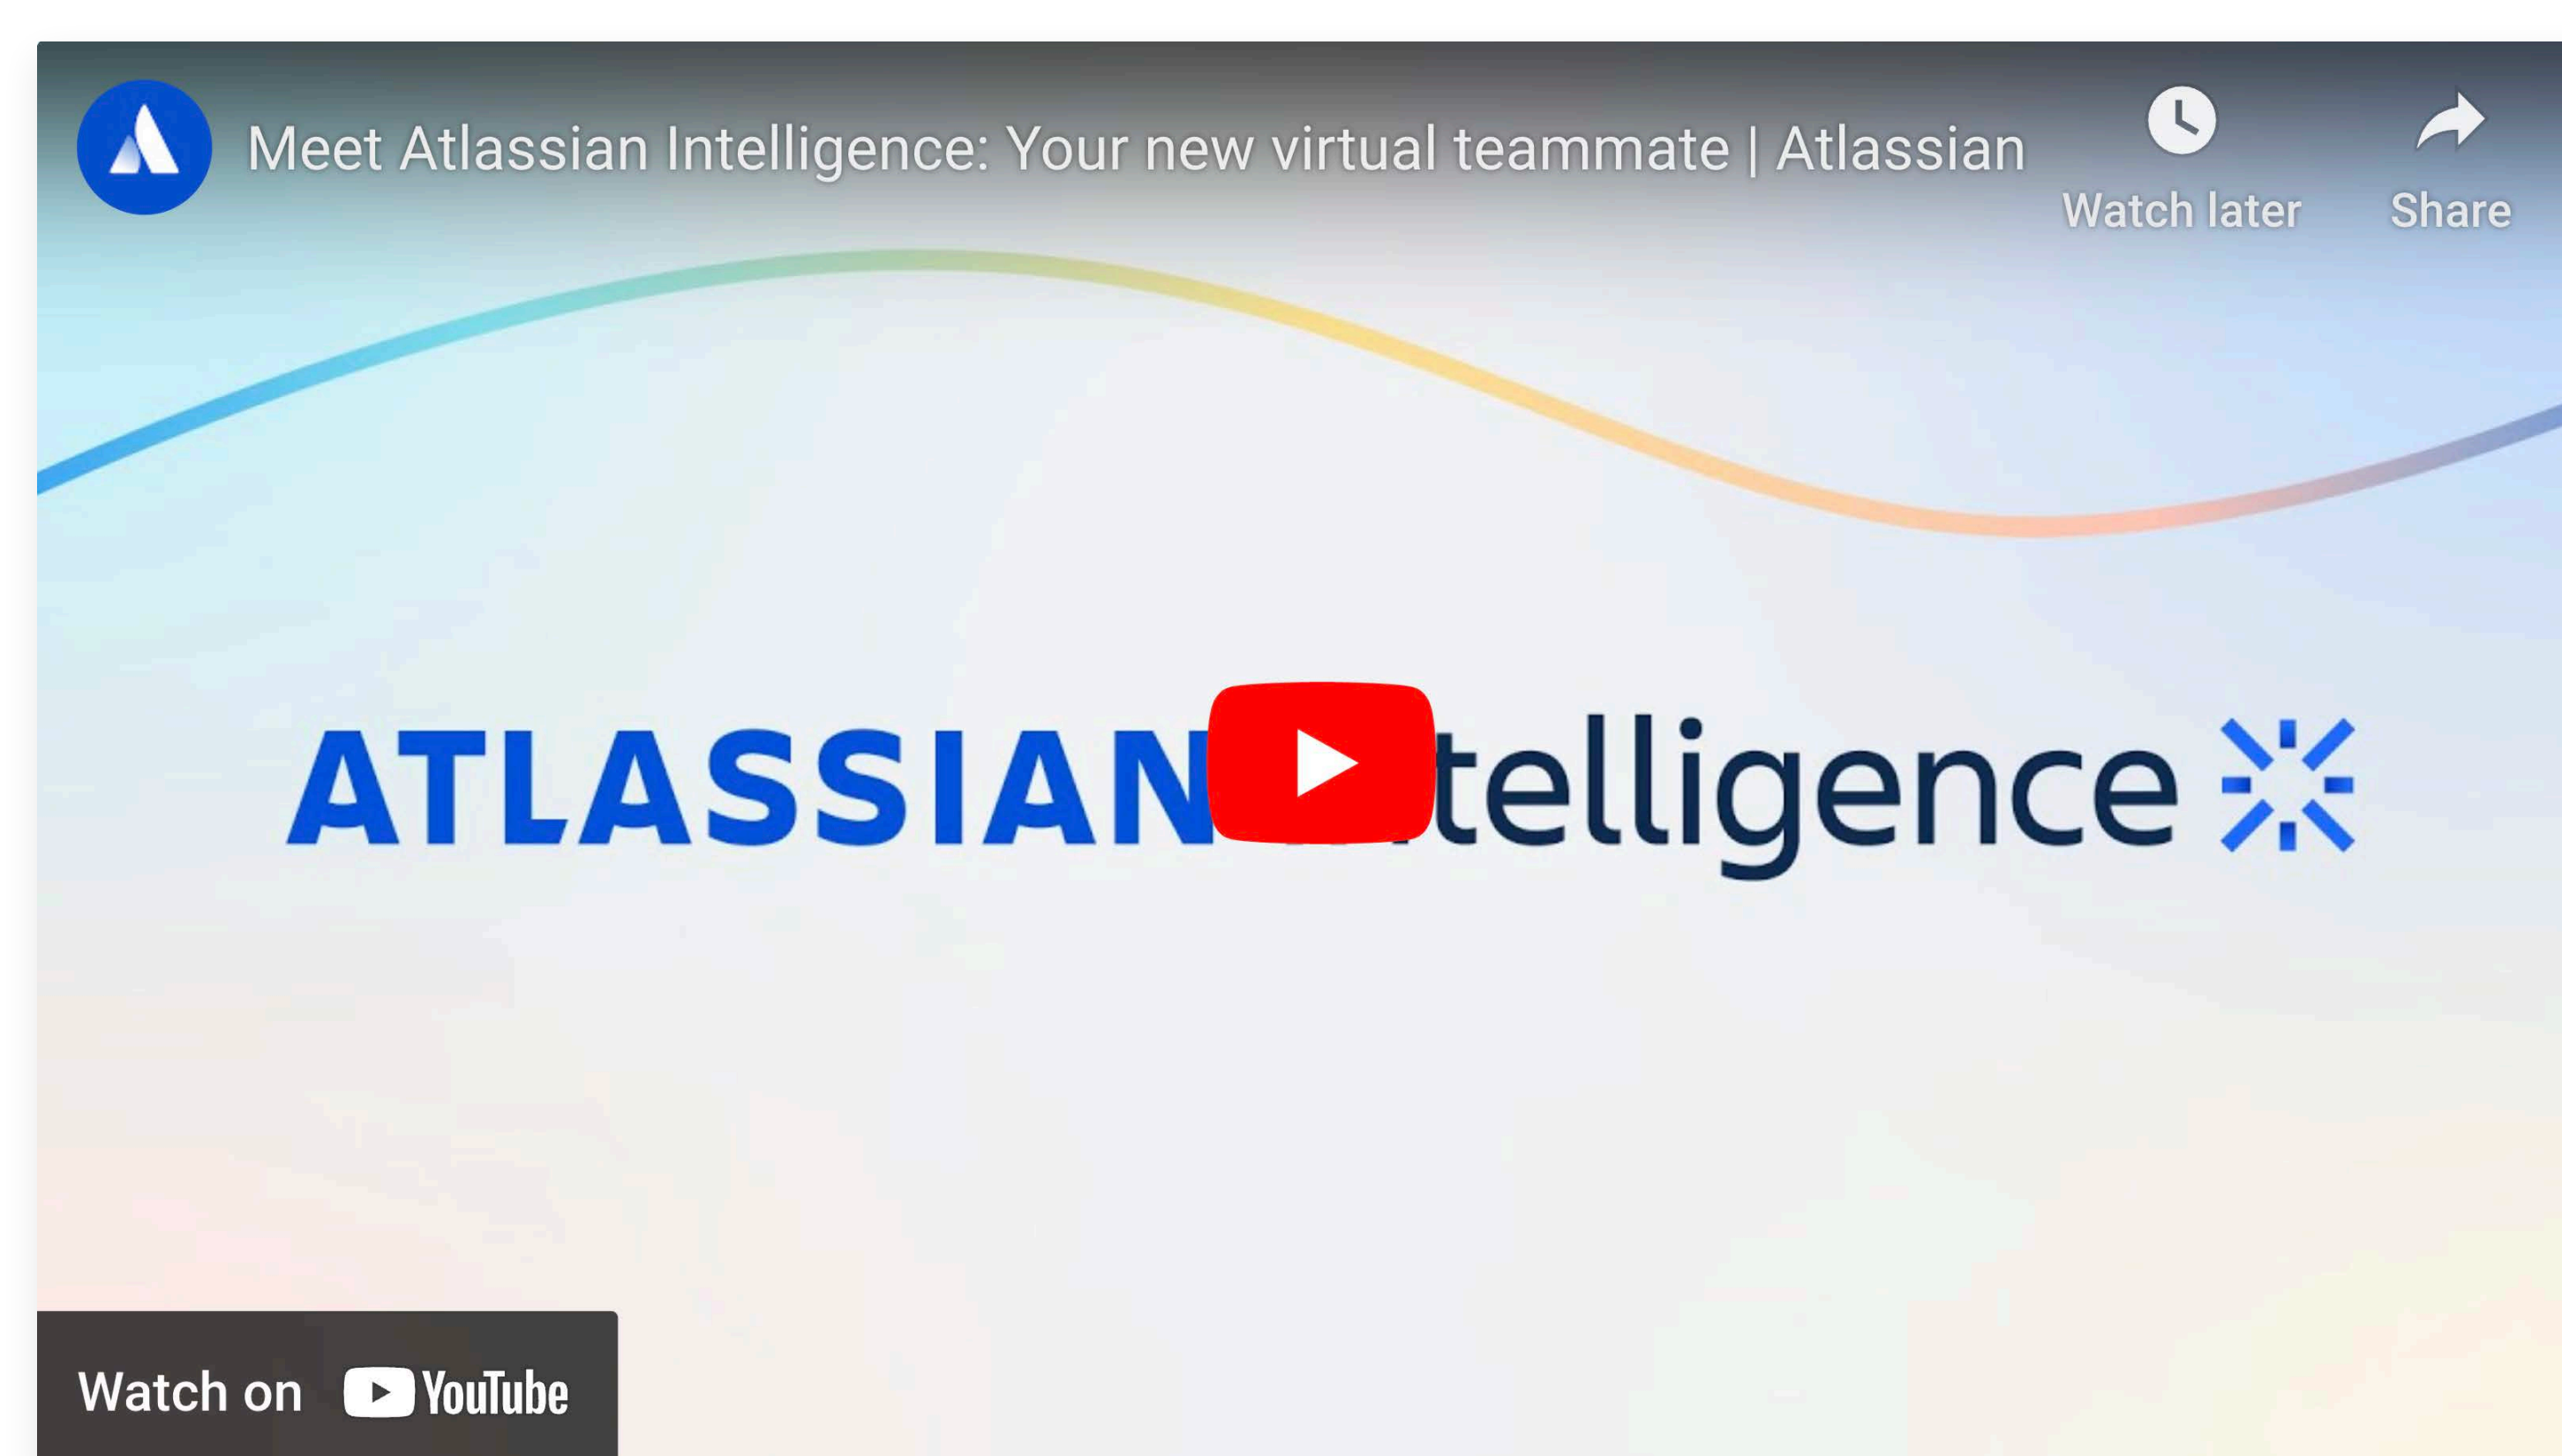 Meet Atlassian Intelligence: Your new virtual teammate | Atlassian
Watch later
Share
ATLASSIAN telligence
Watch on YouTube